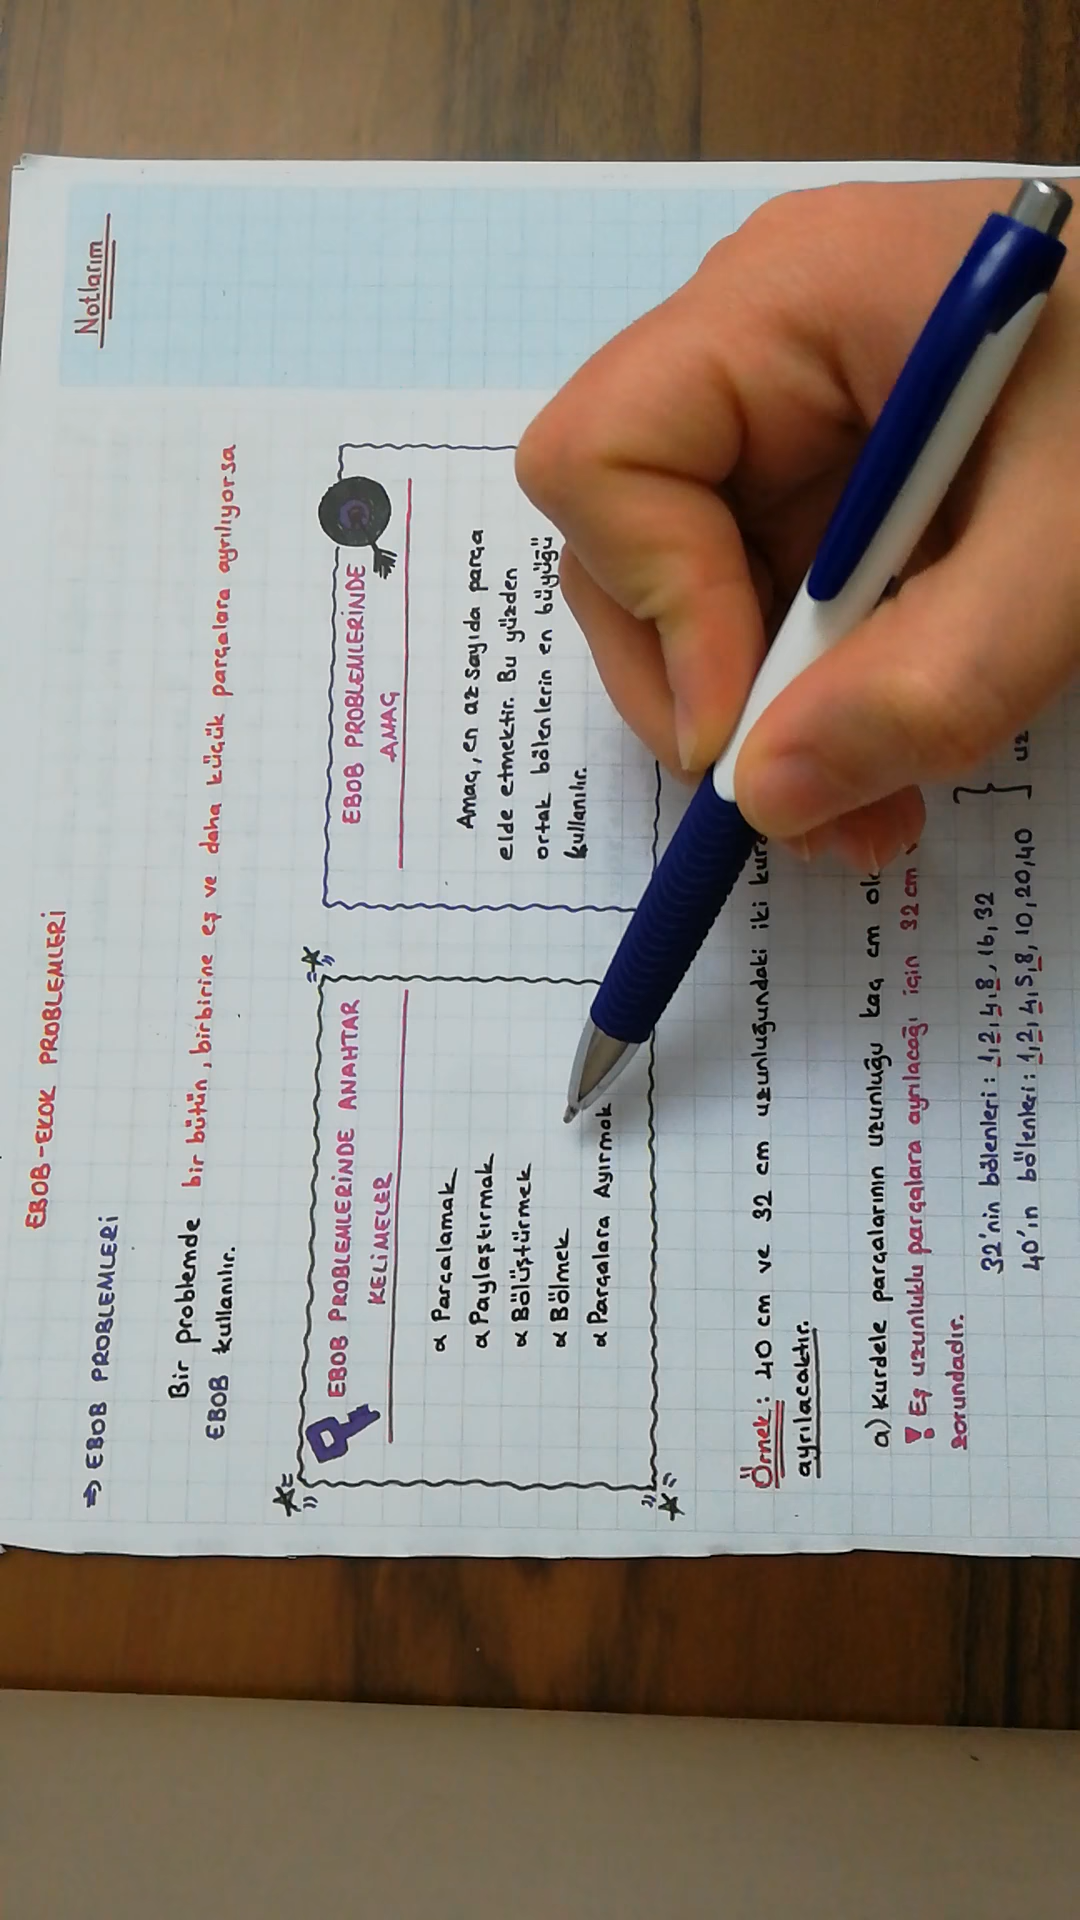 EBOB-EKOK PROBLEMLERİ
Notlarım
⇒ EBOB PROBLEMLERİ
Bir problemde bir bütün, birbirine eş ve daha küçük parçalara ayrılıyorsa
EBOB kullanılır.
EBOB PROBLEMLERİNDE ANAHTAR
KELİMELER
α Parçalamak
α Paylaştırmak
α Bölüştürmek
α Bölmek
α Parçalara Ayırmak
EBOB PROBLEMLERİNDE
AMAÇ
Amaç, en az sayıda parça
elde etmektir. Bu yüzden
ortak bölenlerin en büyüğü
kullanılır.
Örnek: 40 cm ve 32 cm uzunluğundaki iki
ayrılacaktır.
a) Kurdele parçalarının uzunluğu kaç cm
! Eş uzunluklu parçalara ayrılacağı için 32 cm
zorundadır.
32'nin bölenleri: 1,2,4,8,16,32
40'ın bölenleri: 1,2,4,5,8,10,20,40